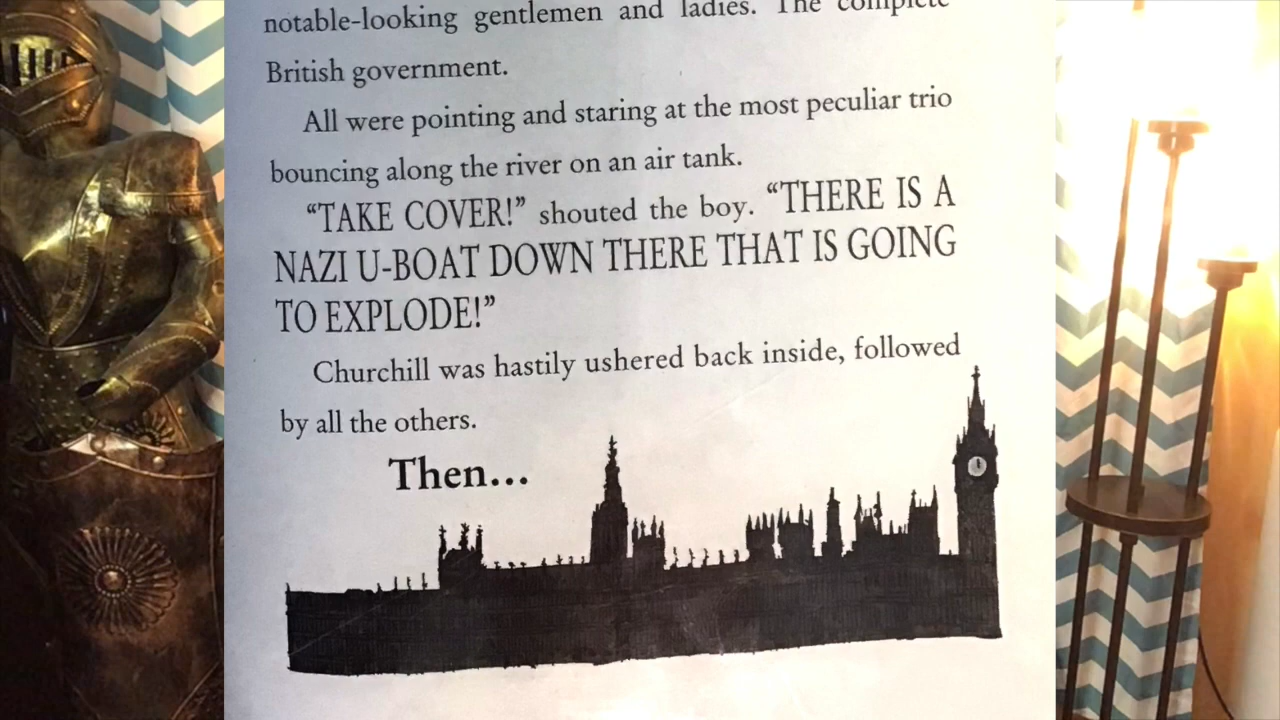 notable-looking gentlemen and ladies. The complete
British government.
All were pointing and staring at the most peculiar trio
bouncing along the river on an air tank.
“TAKE COVER!” shouted the boy. “THERE IS A
NAZI U-BOAT DOWN THERE THAT IS GOING
TO EXPLODE!”
Churchill was hastily ushered back inside, followed
by all the others.
Then...